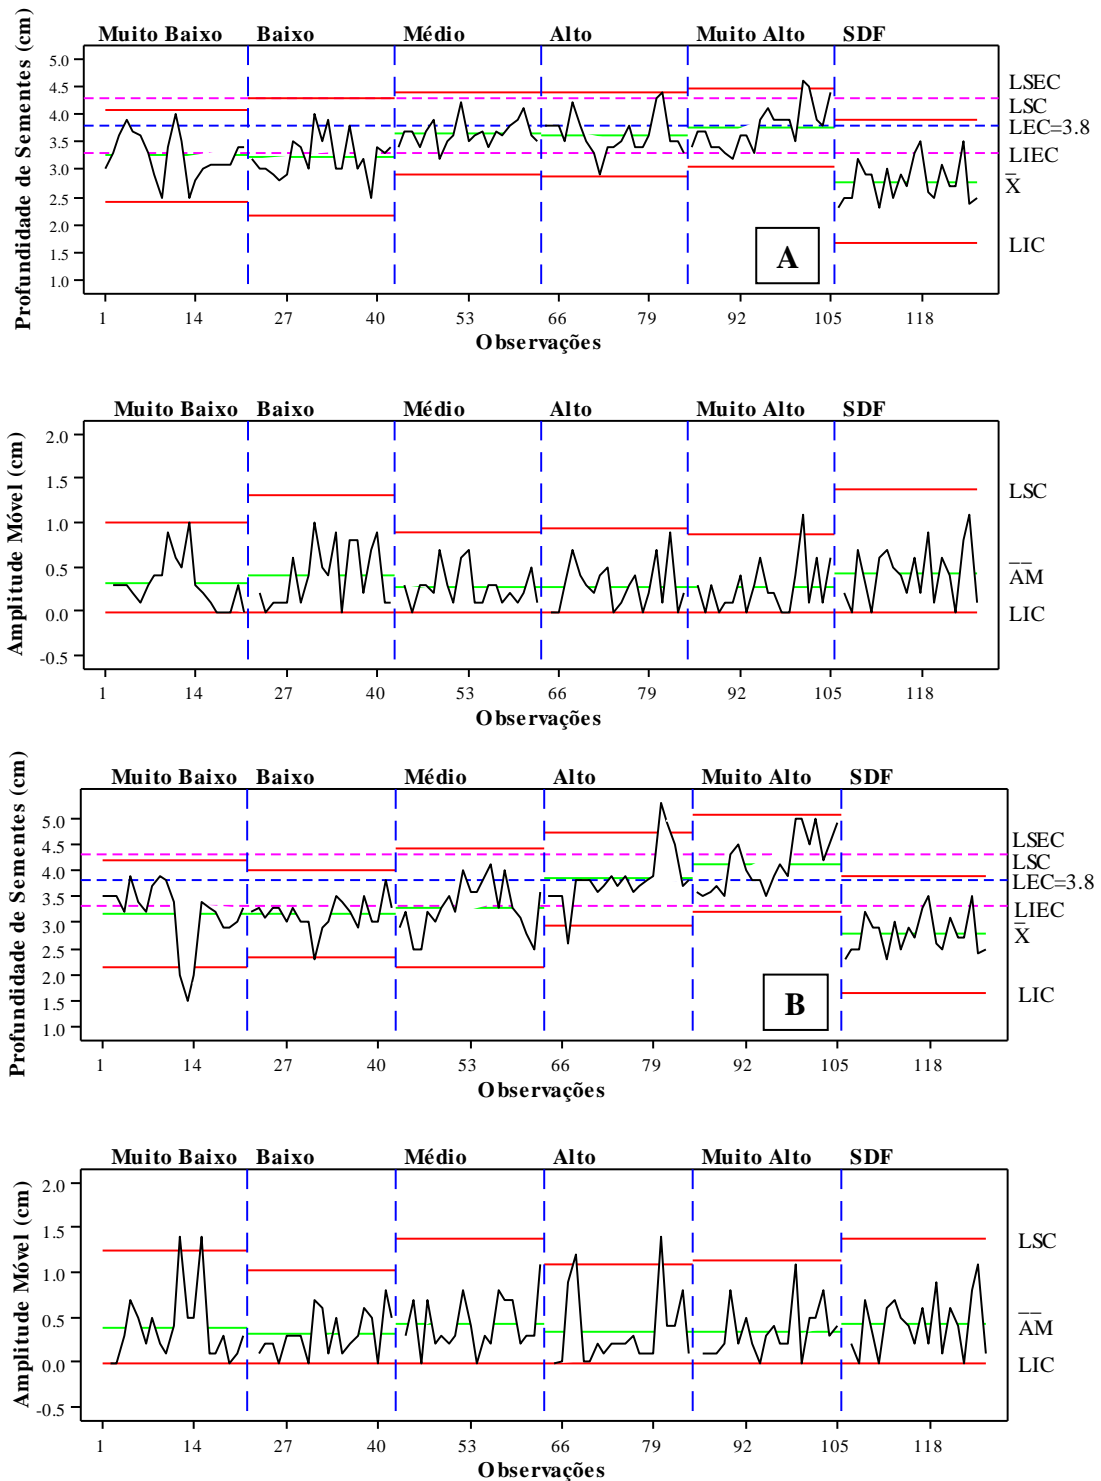 Muito Baixo Baixo Médio Alto Muito Alto SDF
Profundidade de Sementes (cm)
5.0
4.5
4.0
3.5
3.0
2.5
2.0
1.5
1.0
LSEC
LSC
LEC=3.8
LIEC
X
LIC
A
1 14 27 40 53 66 79 92 105 118
Observações
Muito Baixo Baixo Médio Alto Muito Alto SDF
Amplitude Móvel (cm)
2.0
1.5
1.0
0.5
0.0
-0.5
LSC
AM
LIC
1 14 27 40 53 66 79 92 105 118
Observações
Muito Baixo Baixo Médio Alto Muito Alto SDF
Profundidade de Sementes (cm)
5.0
4.5
4.0
3.5
3.0
2.5
2.0
1.5
1.0
LSEC
LSC
LEC=3.8
LIEC
X
LIC
B
1 14 27 40 53 66 79 92 105 118
Observações
Muito Baixo Baixo Médio Alto Muito Alto SDF
Amplitude Móvel (cm)
2.0
1.5
1.0
0.5
0.0
-0.5
LSC
AM
LIC
1 14 27 40 53 66 79 92 105 118
Observações